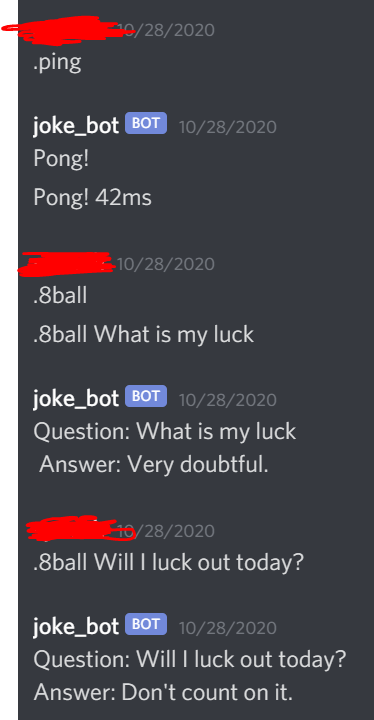 10/28/2020
.ping
joke_bot BOT 10/28/2020
Pong!
Pong! 42ms
10/28/2020
.8ball
.8ball What is my luck
joke_bot BOT 10/28/2020
Question: What is my luck
Answer: Very doubtful.
10/28/2020
.8ball Will I luck out today?
joke_bot BOT 10/28/2020
Question: Will I luck out today?
Answer: Don't count on it.